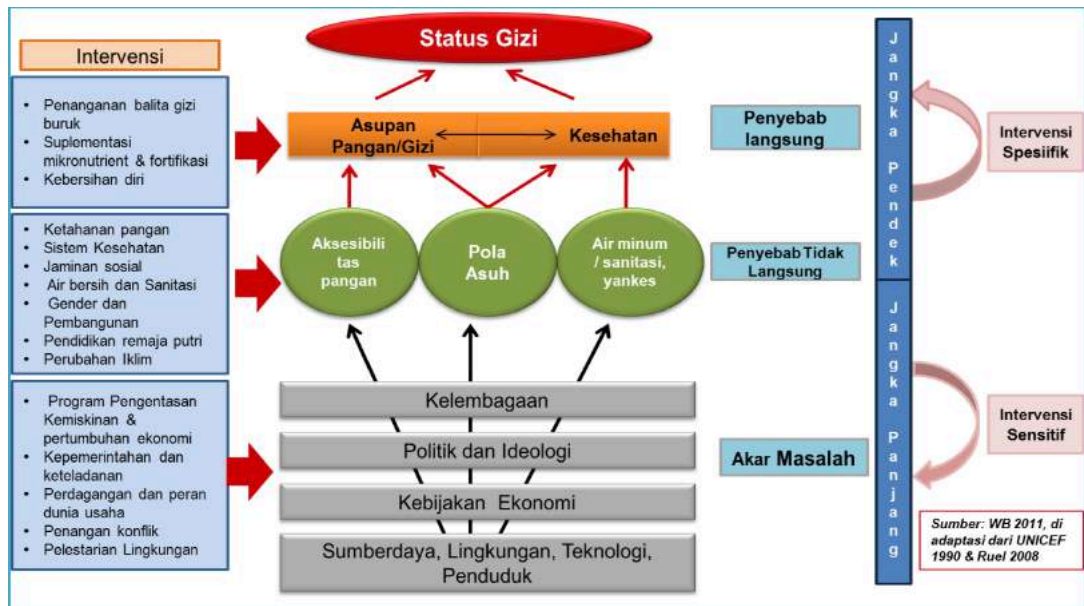 Status Gizi
Intervensi
• Penanganan balita gizi
buruk
• Suplementasi
mikronutrient & fortifikasi
• Kebersihan diri
Asupan
Pangan/Gizi
Kesehatan
Penyebab
langsung
Intervensi
Spesiifik
• Ketahanan pangan
• Sistem Kesehatan
• Jaminan sosial
• Air bersih dan Sanitasi
• Gender dan
Pembangunan
• Pendidikan remaja putri
• Perubahan Iklim
Aksesibili
tas
pangan
Pola
Asuh
Air minum
/ sanitasi,
yankes
Penyebab Tidak
Langsung
Jangka Pendek
• Program Pengentasan
Kemiskinan &
pertumbuhan ekonomi
• Kepemerintahan dan
keteladanan
• Perdagangan dan peran
dunia usaha
• Penangan konflik
• Pelestarian Lingkungan
Kelembagaan
Politik dan Ideologi
Kebijakan Ekonomi
Sumberdaya, Lingkungan, Teknologi,
Penduduk
Akar Masalah
Jangka Panjang
Intervensi
Sensitif
Sumber: WB 2011, di
adaptasi dari UNICEF
1990 & Ruel 2008